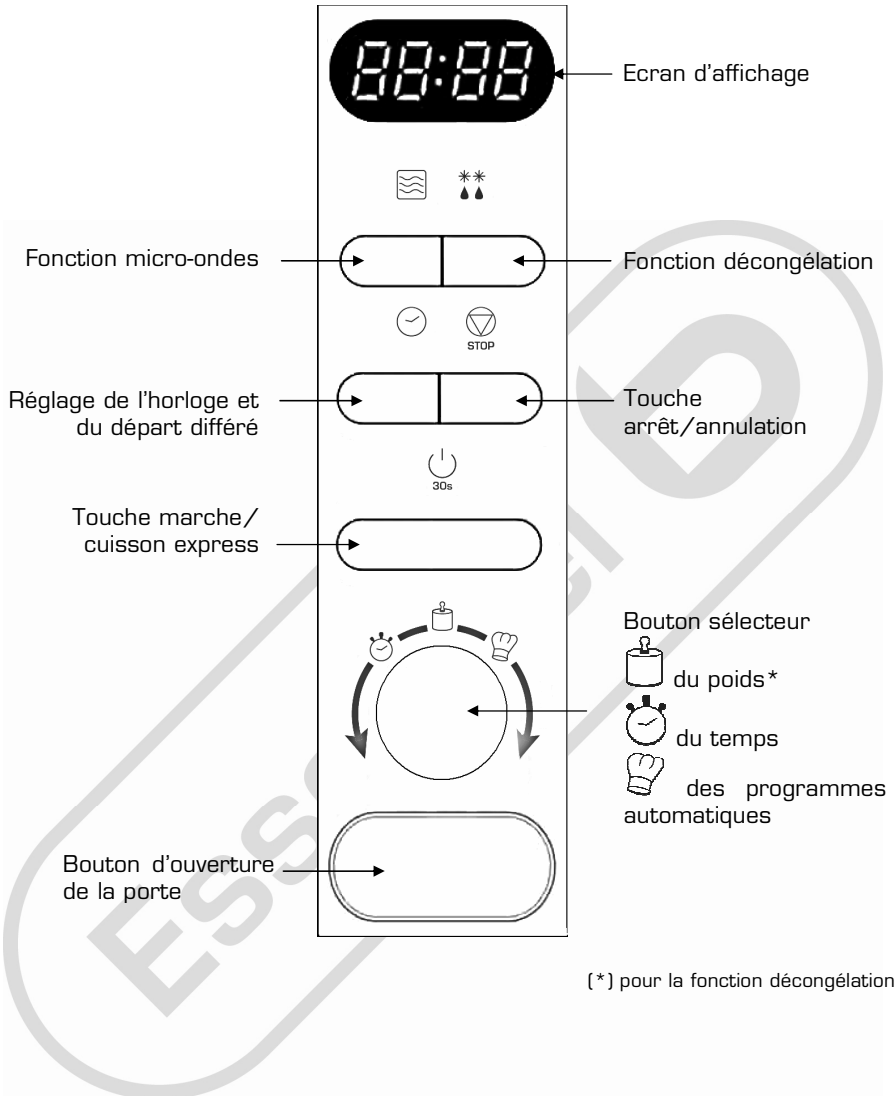 88:88
Ecran d'affichage
Fonction micro-ondes
Fonction décongélation
STOP
Réglage de l'horloge et
du départ différé
Touche
arrêt/annulation
30s
Touche marche/
cuisson express
Bouton sélecteur
du poids*
du temps
des programmes
automatiques
Bouton d'ouverture
de la porte
(*) pour la fonction décongélation